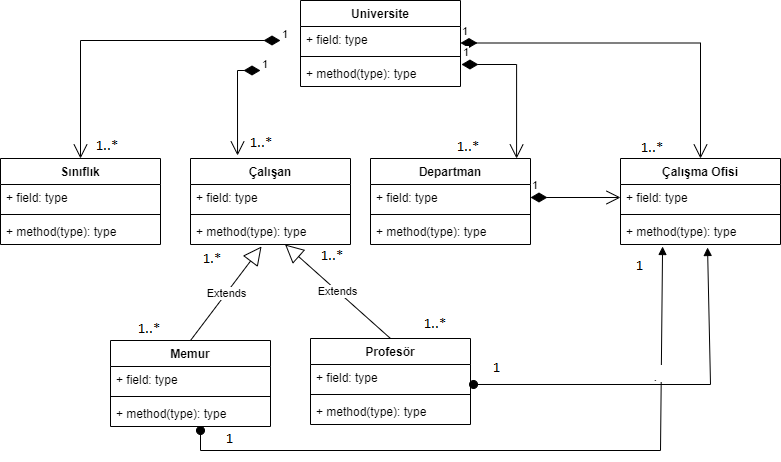 Universite
+ field: type
+ method(type): type
1
1
1
1
1..*
1..*
1..*
1..*
Sınıflık
+ field: type
+ method(type): type
Çalışan
+ field: type
+ method(type): type
Departman
+ field: type
+ method(type): type
1
Çalışma Ofisi
+ field: type
+ method(type): type
1.*
1..*
1
Extends
Extends
1..*
1..*
Memur
+ field: type
+ method(type): type
1
Profesör
+ field: type
+ method(type): type
1